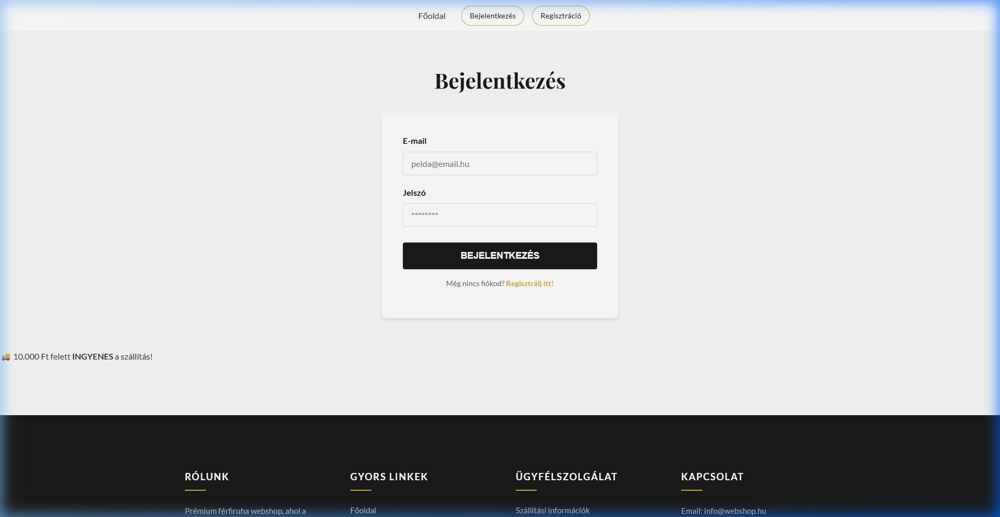 Főoldal Bejelentkezés Regisztráció
Bejelentkezés
E-mail
pelda@email.hu
Jelszó
********
BEJELENTKEZÉS
Még nincs fiókod? Regisztrálj itt!
🚚 10.000 Ft felett INGYENES a szállítás!
RÓLUNK
Prémium férfiruha webshop, ahol a
GYORS LINKEK
Főoldal
ÜGYFÉLSZOLGÁLAT
Szállítási információk
KAPCSOLAT
Email: info@webshop.hu